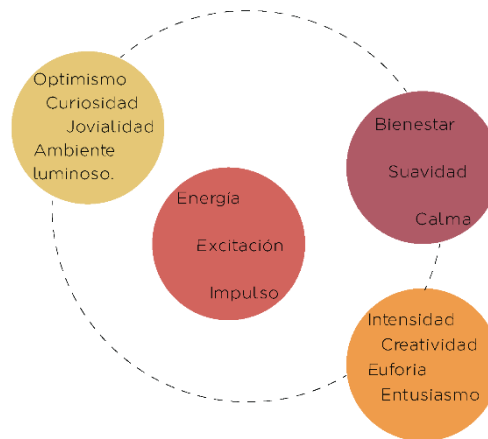 Optimismo
Curiosidad
Jovialidad
Ambiente
luminoso.
Bienestar
Suavidad
Calma
Energía
Excitación
Impulso
Intensidad
Creatividad
Euforia
Entusiasmo